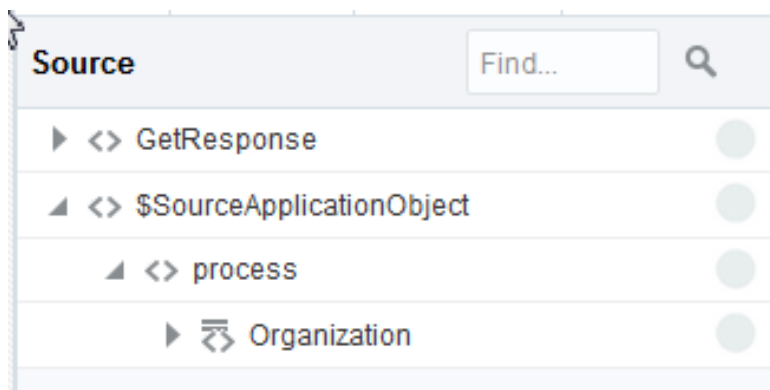 Source Find...
GetResponse
$SourceApplicationObject
process
Organization